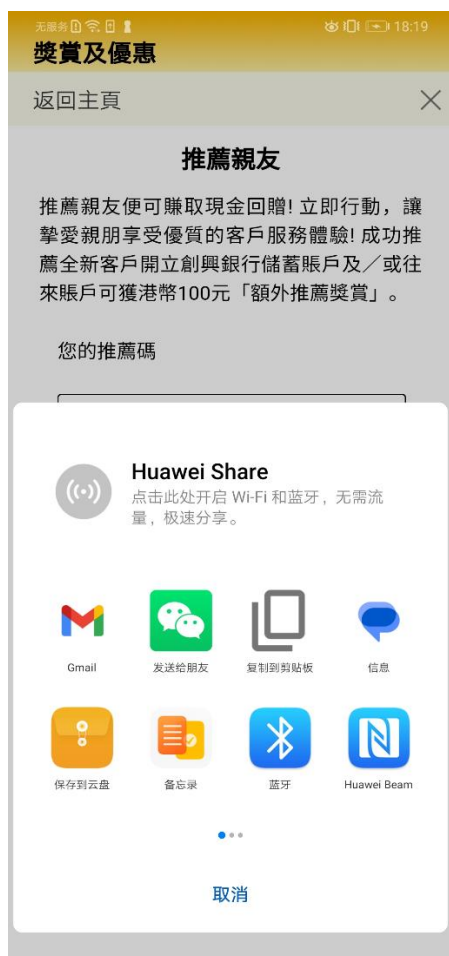 无服务 18:19
獎賞及優惠
返回主頁
推薦親友
推薦親友便可賺取現金回贈! 立即行動，讓
摯愛親朋享受優質的客戶服務體驗! 成功推
薦全新客戶開立創興銀行儲蓄賬戶及／或往
來賬戶可獲港幣100元「額外推薦獎賞」。
您的推薦碼
Huawei Share
点击此处开启 Wi-Fi 和蓝牙，无需流
量，极速分享。
Gmail 发送给朋友 复制到剪贴板 信息
保存到云盘 备忘录 蓝牙 Huawei Beam
取消